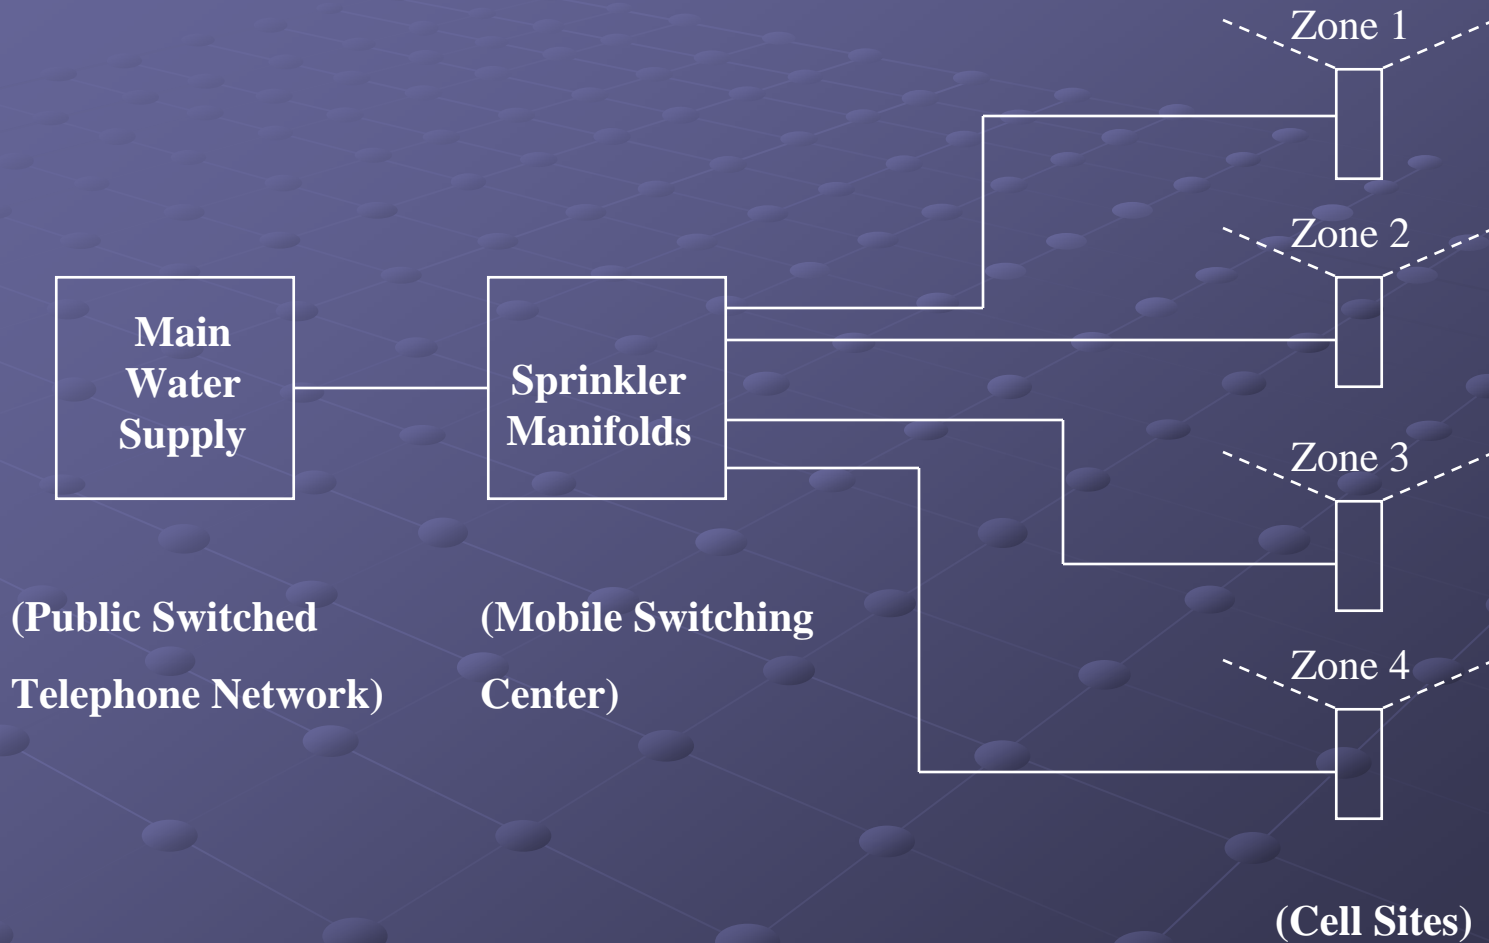 Zone 1
Zone 2
Main
Water
Supply
Sprinkler
Manifolds
Zone 3
(Public Switched
Telephone Network)
(Mobile Switching
Center)
Zone 4
(Cell Sites)